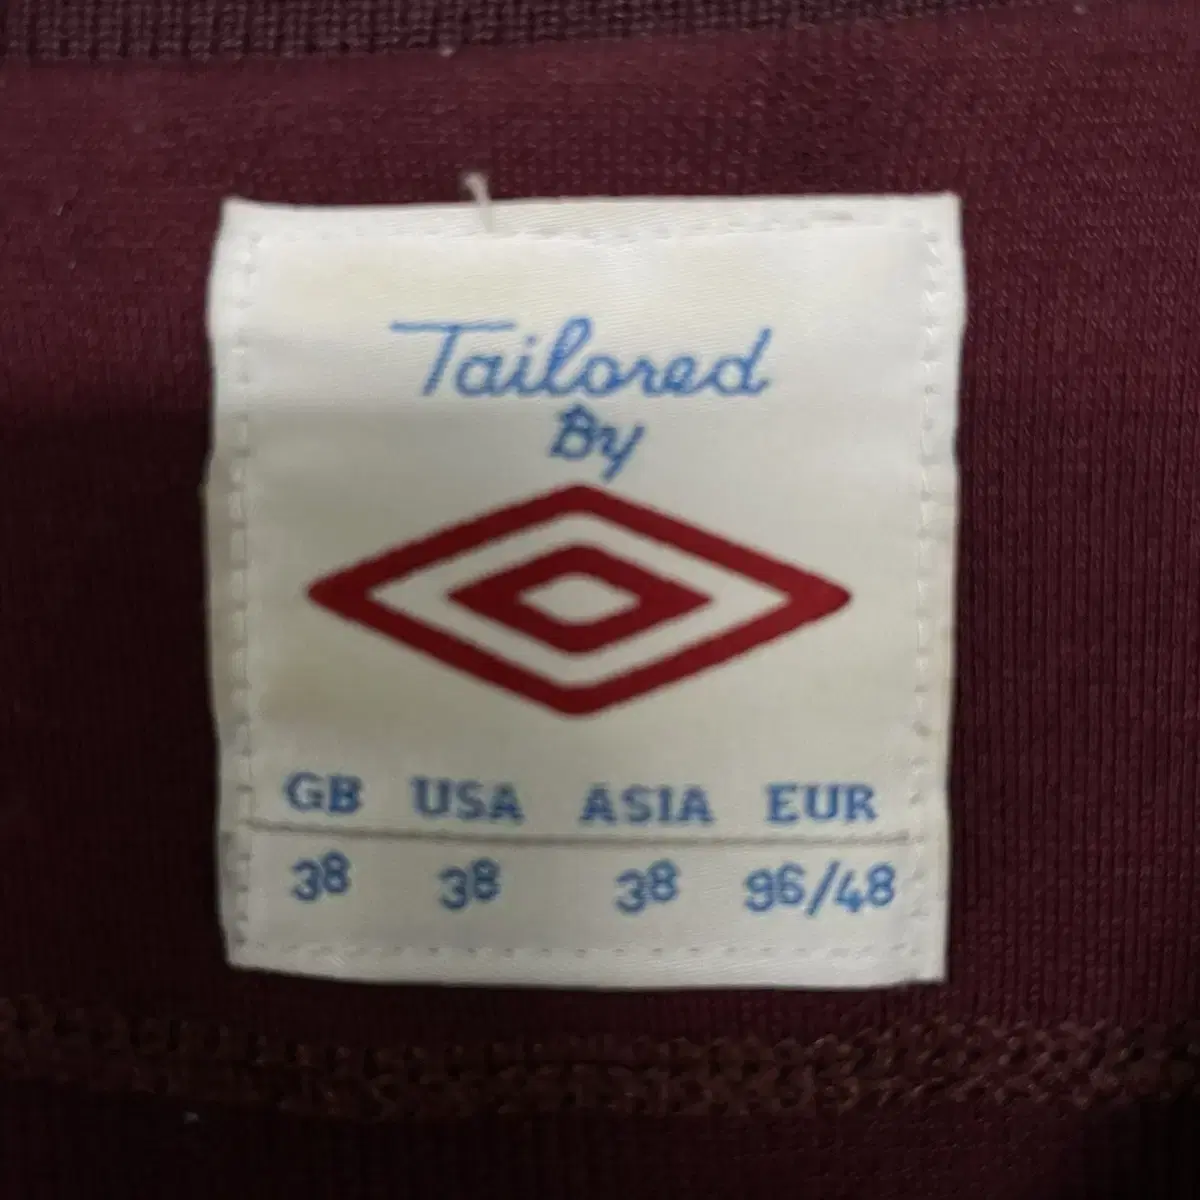 Tailored
By
GB USA ASIA EUR
38 38 38 96/48